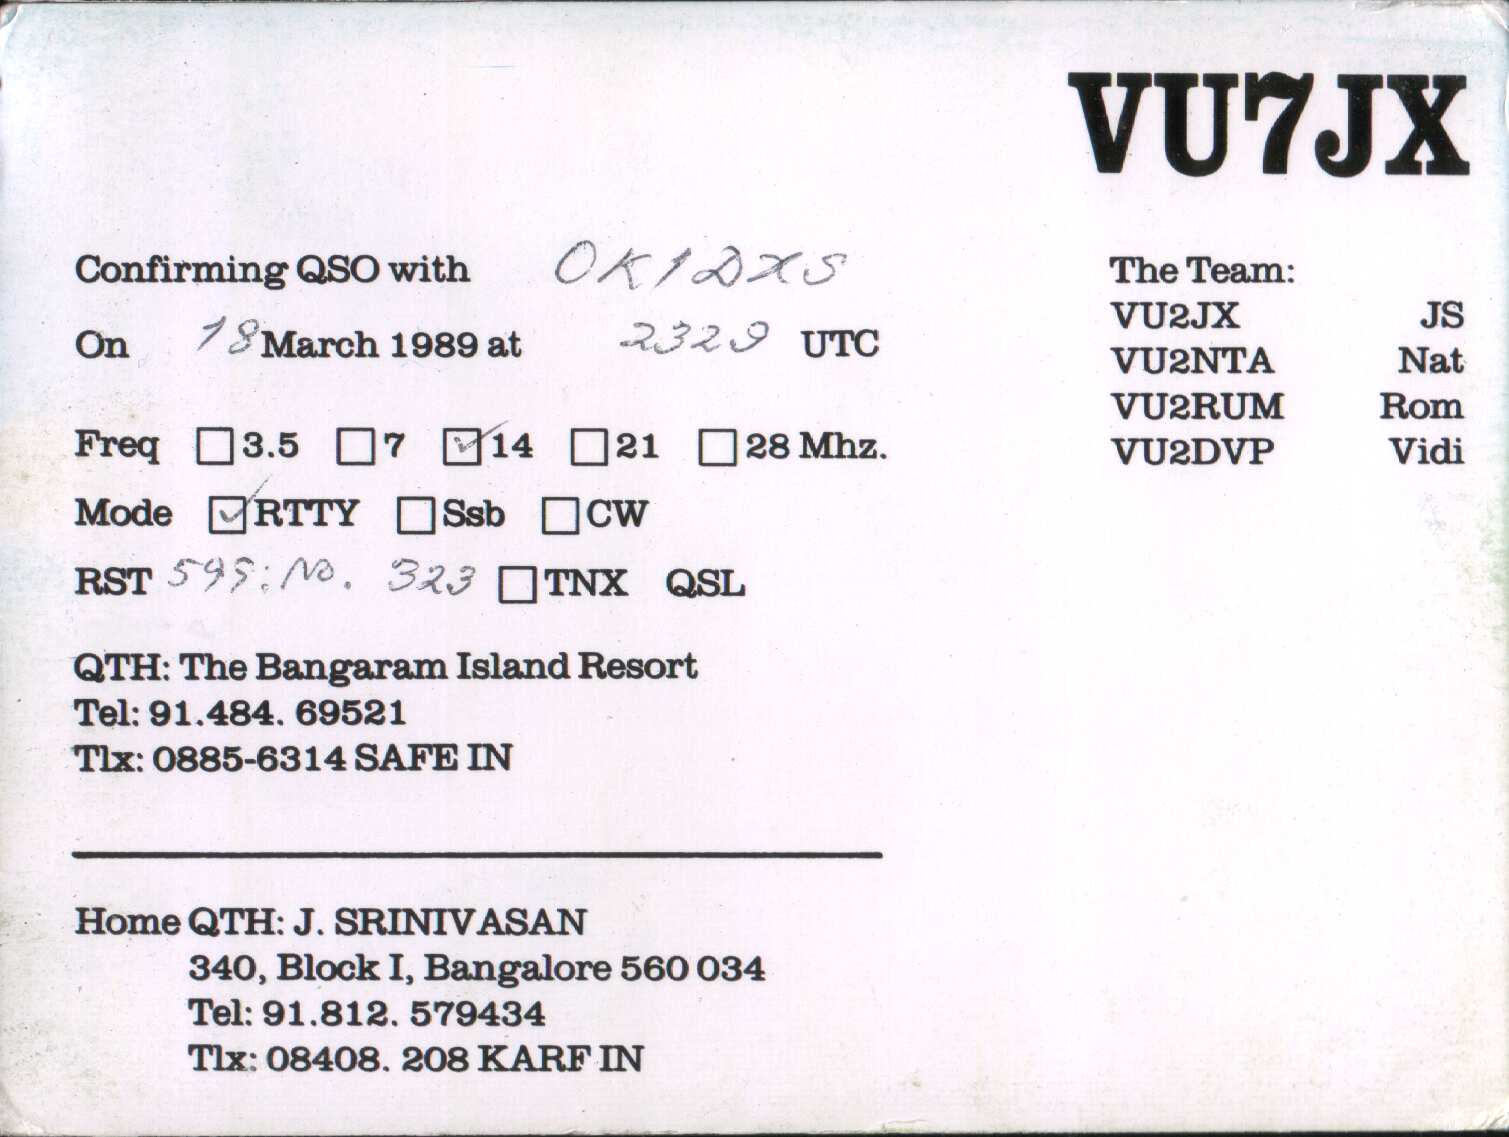 VU7JX
Confirming QSO with OK1DXS
On 18 March 1989 at 2329 UTC
Freq 3.5 7 14 21 28 Mhz.
Mode RTTY Ssb CW
RST 599: No. 323 TNX QSL
QTH: The Bangaram Island Resort
Tel: 91.484. 69521
Tlx: 0885-6314 SAFE IN
The Team:
VU2JX JS
VU2NTA Nat
VU2RUM Rom
VU2DVP Vidi
Home QTH: J. SRINIVASAN
340, Block I, Bangalore 560 034
Tel: 91.812. 579434
Tlx: 08408. 208 KARF IN